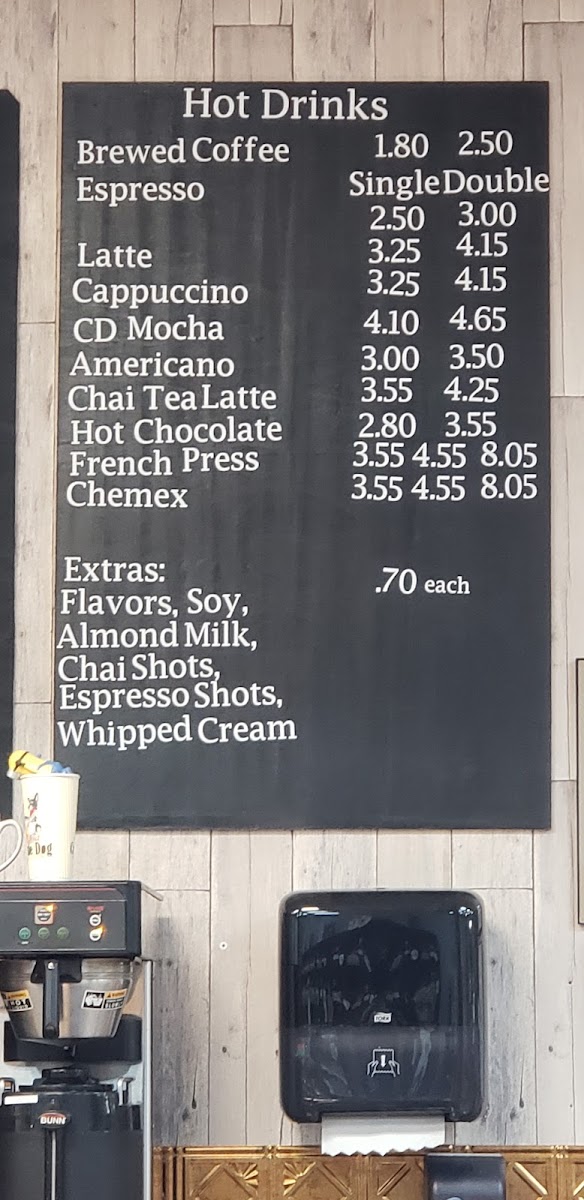 Hot Drinks
Brewed Coffee 1.80 2.50
Espresso Single Double
2.50 3.00
Latte 3.25 4.15
Cappuccino 3.25 4.15
CD Mocha 4.10 4.65
Americano 3.00 3.50
Chai Tea Latte 3.55 4.25
Hot Chocolate 2.80 3.55
French Press 3.55 4.55 8.05
Chemex 3.55 4.55 8.05
Extras: .70 each
Flavors, Soy,
Almond Milk,
Chai Shots,
Espresso Shots,
Whipped Cream
Dog
TORK
BUNN